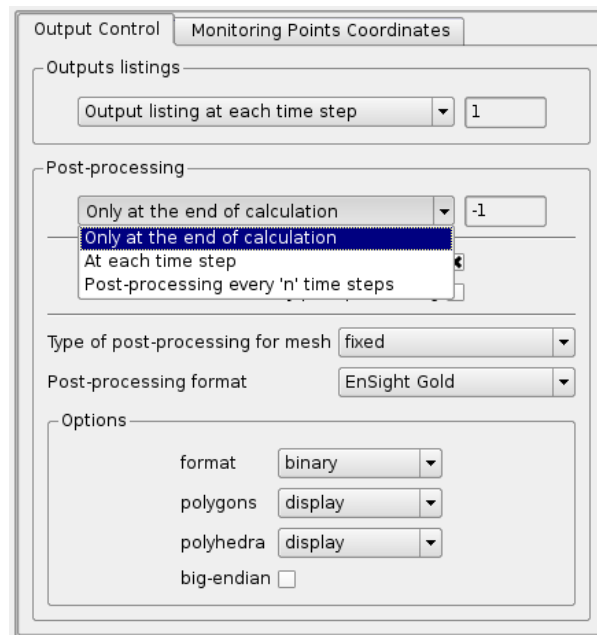 Output Control
Monitoring Points Coordinates
Outputs listings
Output listing at each time step
1
Post-processing
Only at the end of calculation
-1
Only at the end of calculation
At each time step
Post-processing every 'n' time steps
Type of post-processing for mesh
fixed
Post-processing format
EnSight Gold
Options
format
binary
polygons
display
polyhedra
display
big-endian